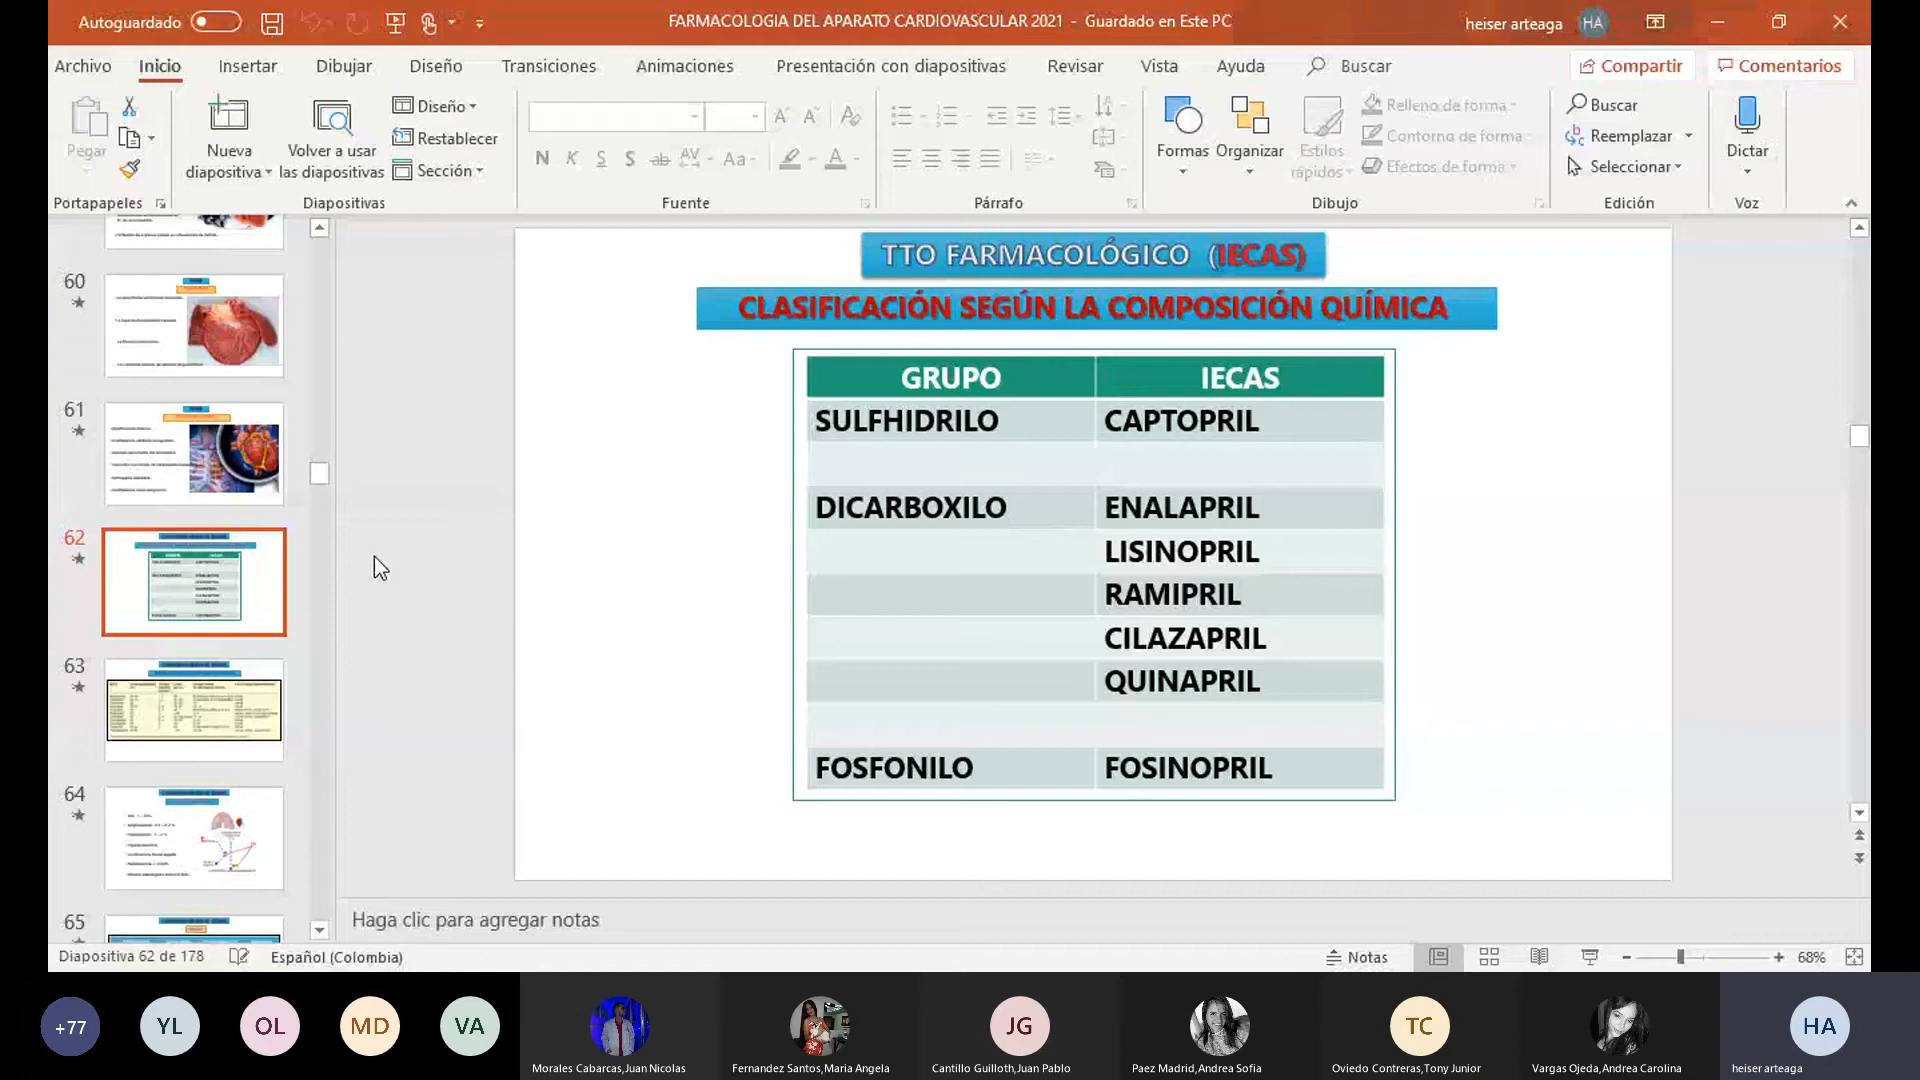 Autoguardado
FARMACOLOGIA DEL APARATO CARDIOVASCULAR 2021 - Guardado en Este PC
heiser arteaga
HA
Archivo Inicio Insertar Dibujar Diseño Transiciones Animaciones Presentación con diapositivas Revisar Vista Ayuda Buscar
Compartir
Comentarios
Pegar
Nueva diapositiva
Volver a usar las diapositivas
Diseño
Restablecer
Sección
N K S S ab AV Aa A
Formas
Organizar
Estilos rápidos
Relleno de forma
Contorno de forma
Efectos de forma
Buscar
Reemplazar
Seleccionar
Dictar
Portapapeles Diapositivas Fuente Párrafo Dibujo Edición Voz
60
61
62
63
64
65
TTO FARMACOLÓGICO (IECAS)
CLASIFICACIÓN SEGÚN LA COMPOSICIÓN QUÍMICA
GRUPO IECAS
SULFHIDRILO CAPTOPRIL
DICARBOXILO ENALAPRIL
LISINOPRIL
RAMIPRIL
CILAZAPRIL
QUINAPRIL
FOSFONILO FOSINOPRIL
Haga clic para agregar notas
Diapositiva 62 de 178 Español (Colombia) Notas 68%
+77 YL OL MD VA JG TC HA
Morales Cabarcas,Juan Nicolas
Fernandez Santos,Maria Angela
Cantillo Guilloth,Juan Pablo
Paez Madrid,Andrea Sofia
Oviedo Contreras,Tony Junior
Vargas Ojeda,Andrea Carolina
heiser arteaga